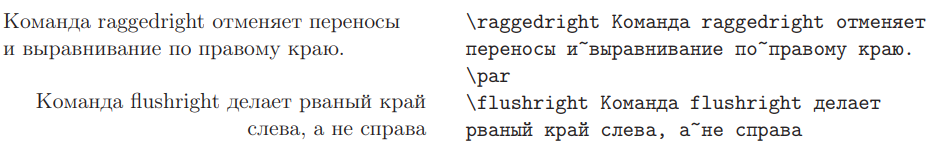 Команда raggedright отменяет переносы
и выравнивание по правому краю.
Команда flushright делает рваный край
слева, а не справа
\raggedright Команда raggedright отменяет
переносы и~выравнивание по~правому краю.
\par
\flushright Команда flushright делает
рваный край слева, а~не справа